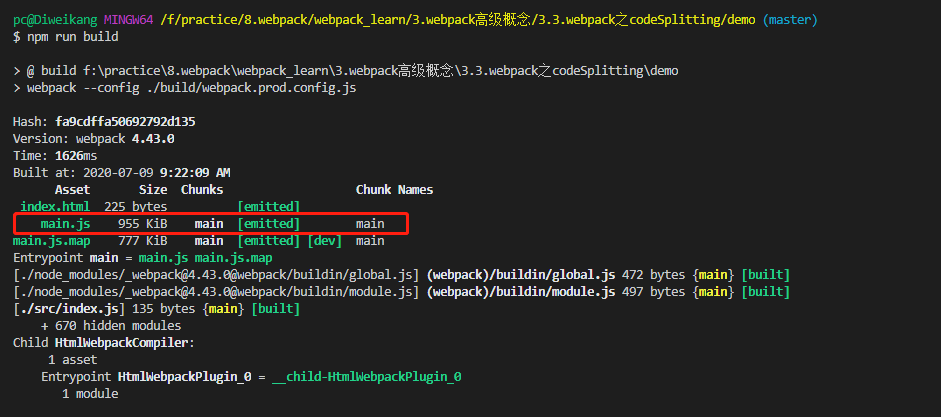 pc@Diweikang MINGW64 /f/practice/8.webpack/webpack_learn/3.webpack高级概念/3.3.webpack之codeSplitting/demo (master)
$ npm run build
> @ build f:\practice\8.webpack\webpack_learn\3.webpack高级概念\3.3.webpack之codeSplitting\demo
> webpack --config ./build/webpack.prod.config.js
Hash: fa9cdffa50692792d135
Version: webpack 4.43.0
Time: 1626ms
Built at: 2020-07-09 9:22:09 AM
Asset Size Chunks Chunk Names
index.html 225 bytes [emitted]
main.js 955 KiB main [emitted] main
main.js.map 777 KiB main [emitted] [dev] main
Entrypoint main = main.js main.js.map
[./node_modules/_webpack@4.43.0@webpack/buildin/global.js] (webpack)/buildin/global.js 472 bytes {main} [built]
[./node_modules/_webpack@4.43.0@webpack/buildin/module.js] (webpack)/buildin/module.js 497 bytes {main} [built]
[./src/index.js] 135 bytes {main} [built]
+ 670 hidden modules
Child HtmlWebpackCompiler:
1 asset
Entrypoint HtmlWebpackPlugin_0 = __child-HtmlWebpackPlugin_0
1 module